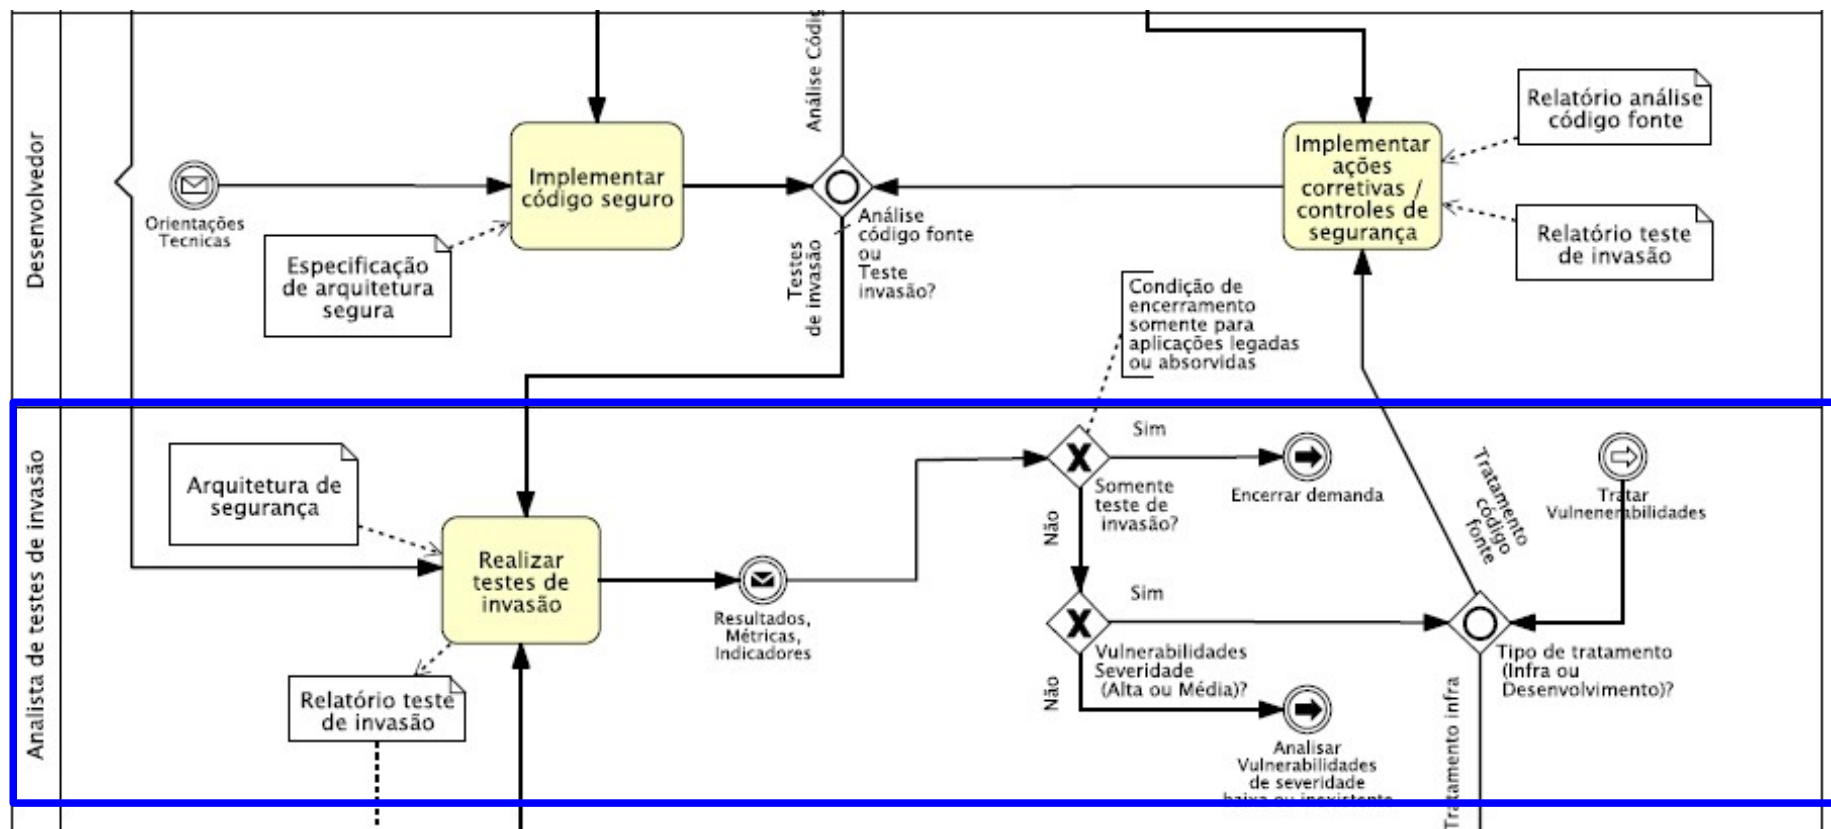 Desenvolvedor
Orientações
Tecnicas
Especificação
de arquitetura
segura
Implementar
código seguro
Análise
Testes
de invasão
Análise
código fonte
ou
Teste
invasão?
Implementar
ações
corretivas /
controles de
segurança
Relatório análise
código fonte
Relatório teste
de invasão
Condição de
encerramento
somente para
aplicações legadas
ou absorvidas
Analista de testes de invasão
Arquitetura de
segurança
Realizar
testes de
invasão
Relatório teste
de invasão
Resultados,
Métricas,
Indicadores
Somente
teste de
invasão?
Sim
Encerrar demanda
Não
Vulnerabilidades
Severidade
(Alta ou Média)?
Sim
Não
Analisar
Vulnerabilidades
de severidade
baixa ou inexistente
Tratamento
código
fonte
Tratar
Vulnenerabilidades
Tipo de tratamento
(Infra ou
Desenvolvimento)?
Tratamento infra